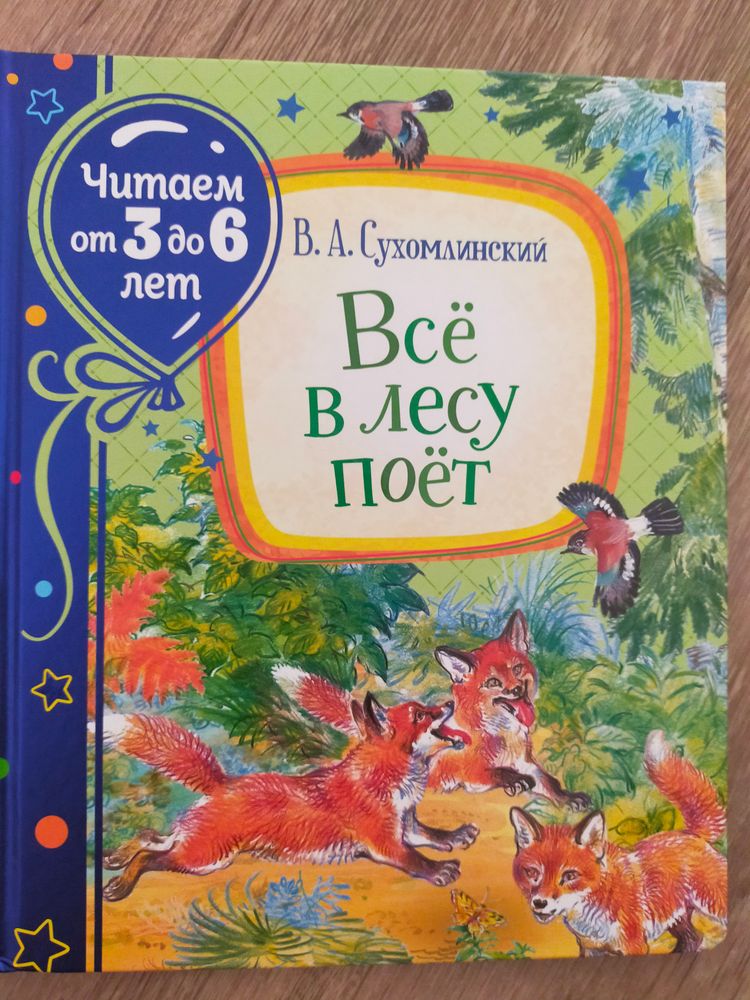 Читаем
от 3 до 6
лет
В. А. Сухомлинский
Всё
в лесу
поёт